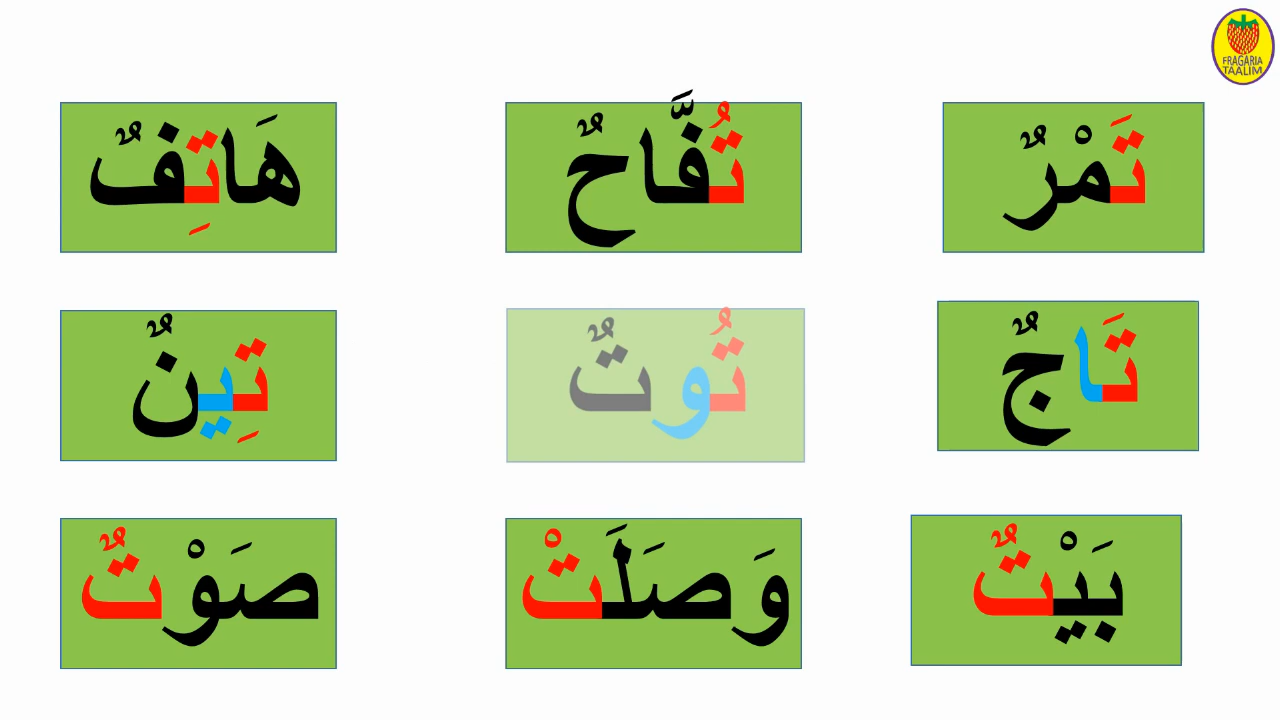 FRAGARIA
TAALIM
تَمْرٌ تُفَّاحٌ هَاتِفٌ
تَاجٌ تُوتٌ تِينٌ
بَيْتٌ وَصَلَتْ صَوْتٌ